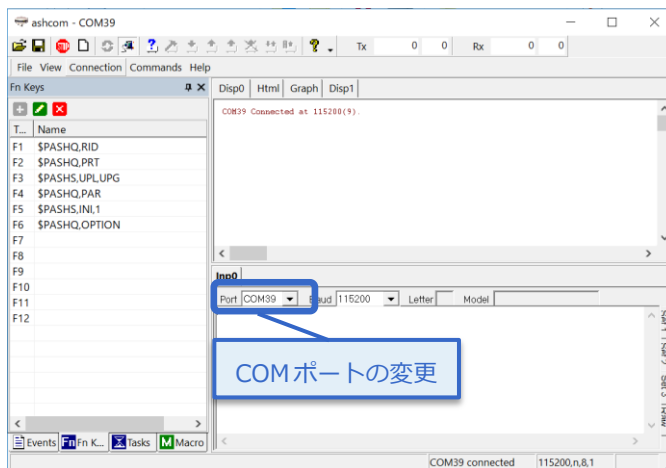 ashcom - COM39
Tx 0 0 Rx 0 0
File View Connection Commands Help
Fn Keys
Disp0 Html Graph Disp1
T... Name
F1 $PASHQ,RID
F2 $PASHQ,PRT
F3 $PASHS,UPL,UPG
F4 $PASHQ,PAR
F5 $PASHS,INI,1
F6 $PASHQ,OPTION
F7
F8
F9
F10
F11
F12
COM39 Connected at 115200(9).
Inp0
Port COM39 Baud 115200 Letter Model
COMポートの変更
Events Fn Fn K... Tasks M Macro
COM39 connected 115200,n,8,1